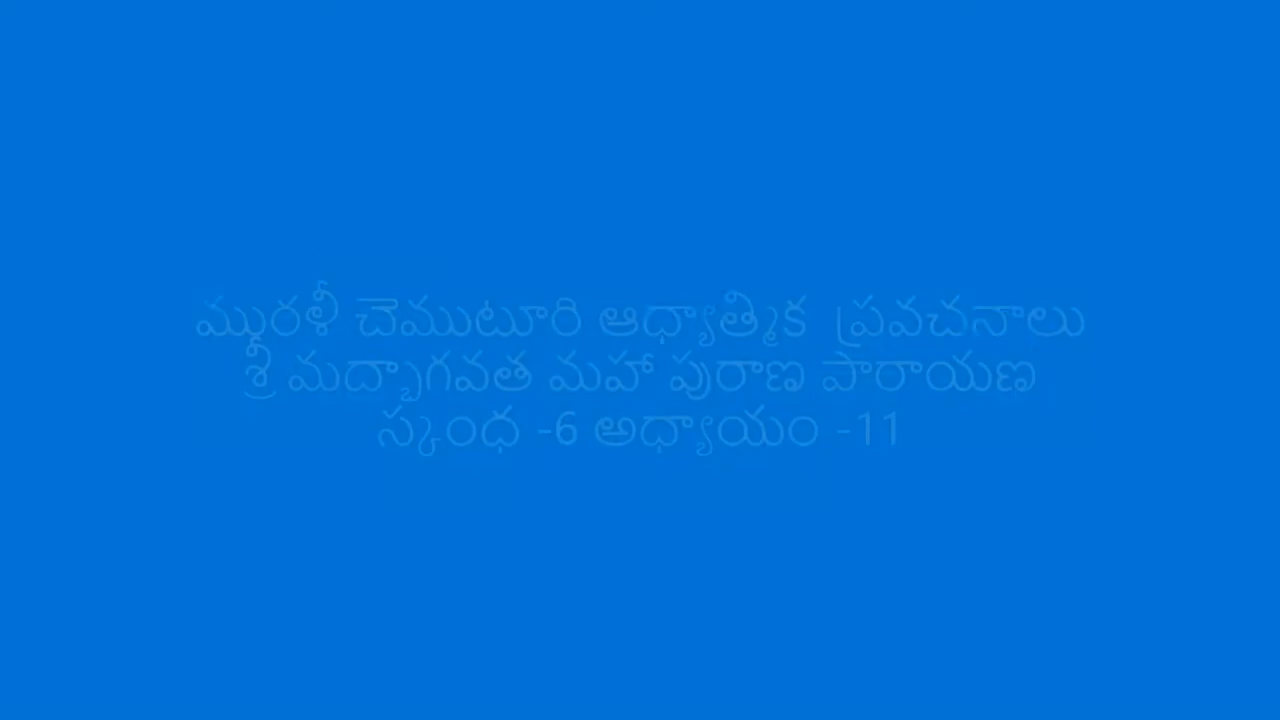 మురళీ చెముటూరి ఆధ్యాత్మిక ప్రవచనాలు
శ్రీ మద్భాగవత మహా పురాణ పారాయణ
స్కంధ -6 అధ్యాయం -11